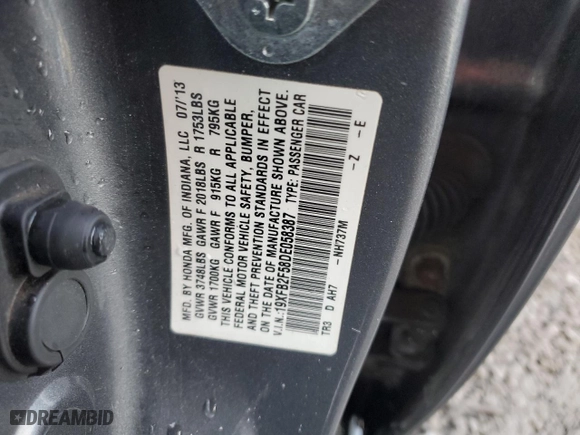 MFD. BY HONDA MFG. OF INDIANA, LLC 07/'13
GVWR 3748LBS GAWR F 2018LBS R 1753LBS
GVWR 1700KG GAWR F 915KG R 795KG
THIS VEHICLE CONFORMS TO ALL APPLICABLE
FEDERAL MOTOR VEHICLE SAFETY, BUMPER,
AND THEFT PREVENTION STANDARDS IN EFFECT
ON THE DATE OF MANUFACTURE SHOWN ABOVE.
V.I.N.:19XFB2F58DE058387 TYPE: PASSENGER CAR
TR3 D AH7 -NH737M -Z -E
DREAMBID